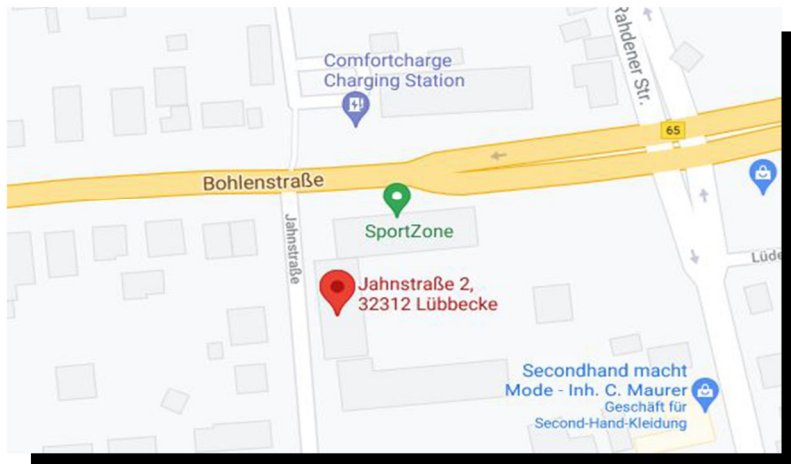 Comfortcharge
Charging Station
Rahdener Str.
65
Bohlenstraße
Jahnstraße
SportZone
Jahnstraße 2,
32312 Lübbecke
Lüde
Secondhand macht
Mode - Inh. C. Maurer
Geschäft für
Second-Hand-Kleidung